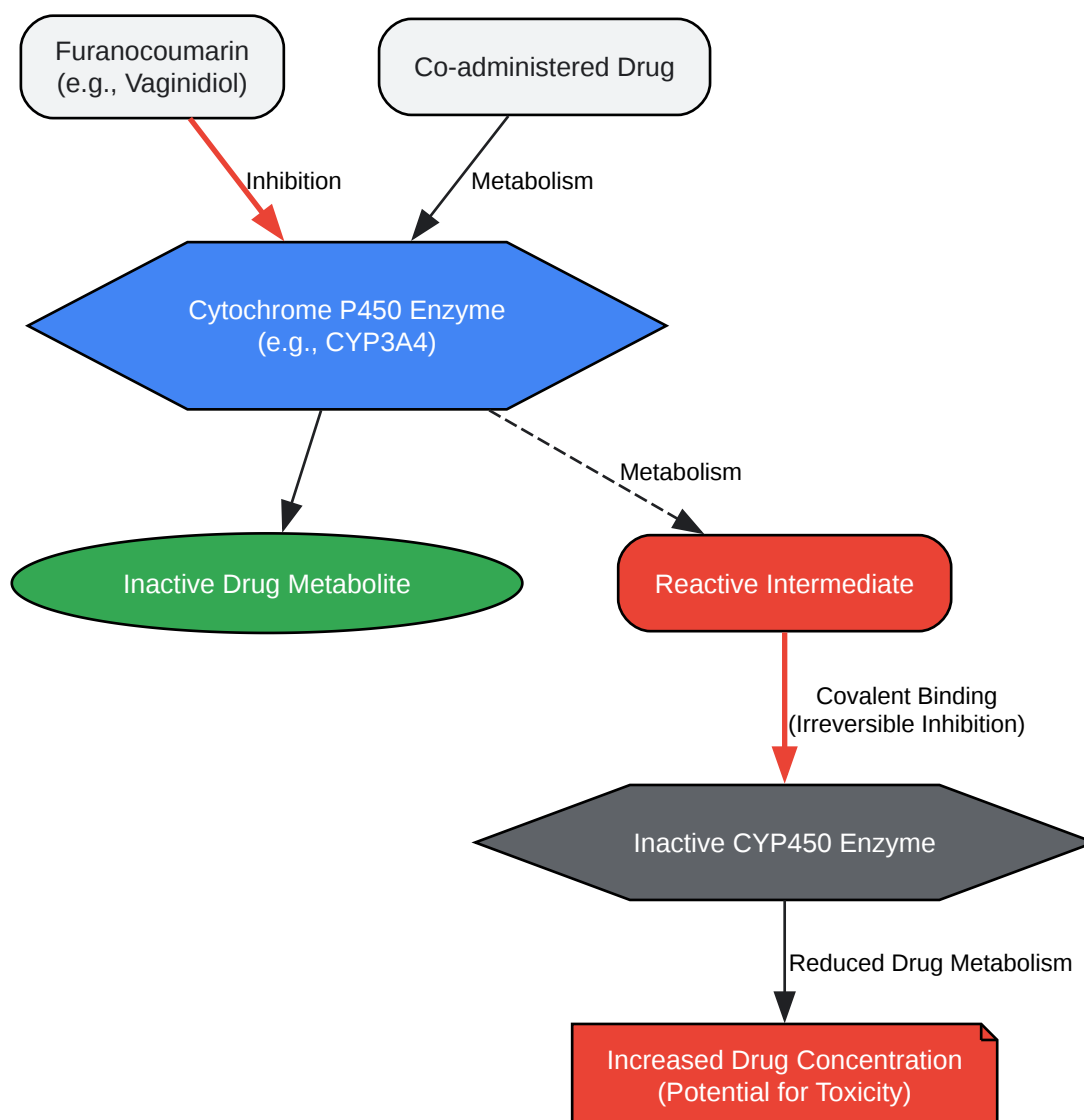 Furanocoumarin
(e.g., Vaginidiol)
Co-administered Drug
Inhibition
Metabolism
Cytochrome P450 Enzyme
(e.g., CYP3A4)
Metabolism
Inactive Drug Metabolite
Reactive Intermediate
Covalent Binding
(Irreversible Inhibition)
Inactive CYP450 Enzyme
Reduced Drug Metabolism
Increased Drug Concentration
(Potential for Toxicity)